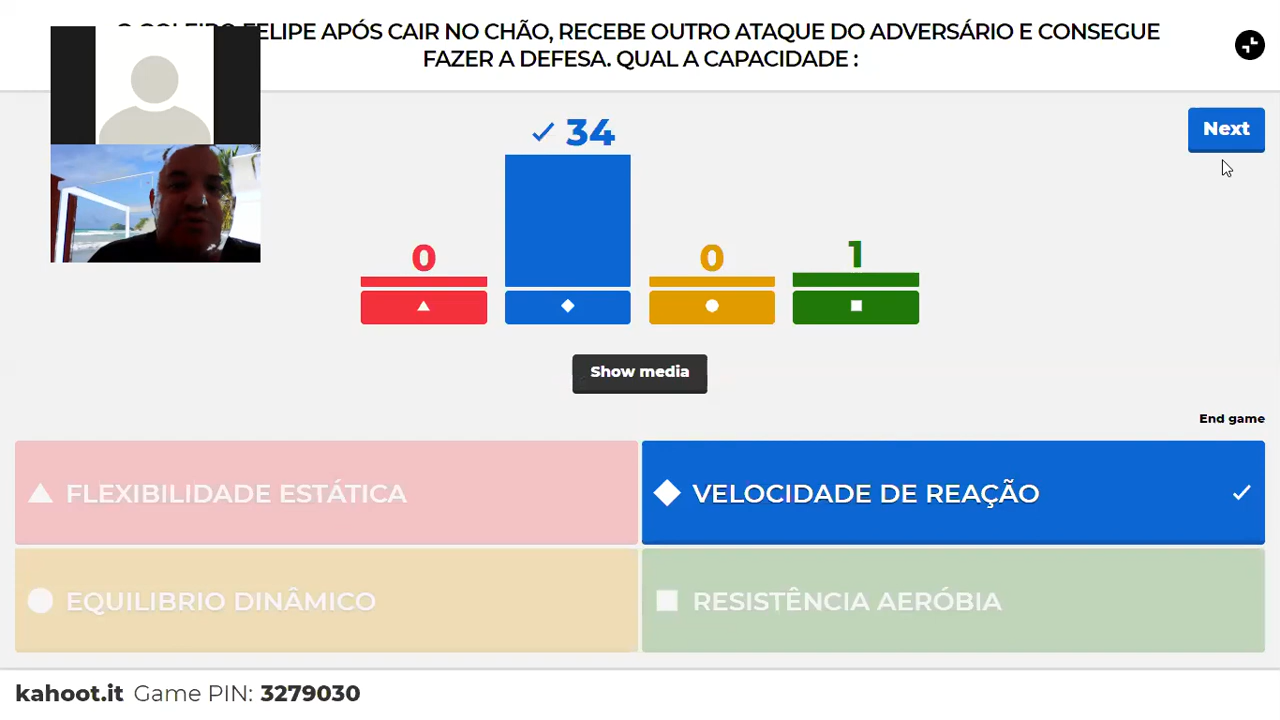 FELIPE APÓS CAIR NO CHÃO, RECEBE OUTRO ATAQUE DO ADVERSÁRIO E CONSEGUE
FAZER A DEFESA. QUAL A CAPACIDADE :
Next
34
0
0
1
Show media
End game
FLEXIBILIDADE ESTÁTICA
VELOCIDADE DE REAÇÃO
EQUILIBRIO DINÂMICO
RESISTÊNCIA AERÓBIA
kahoot.it Game PIN: 3279030